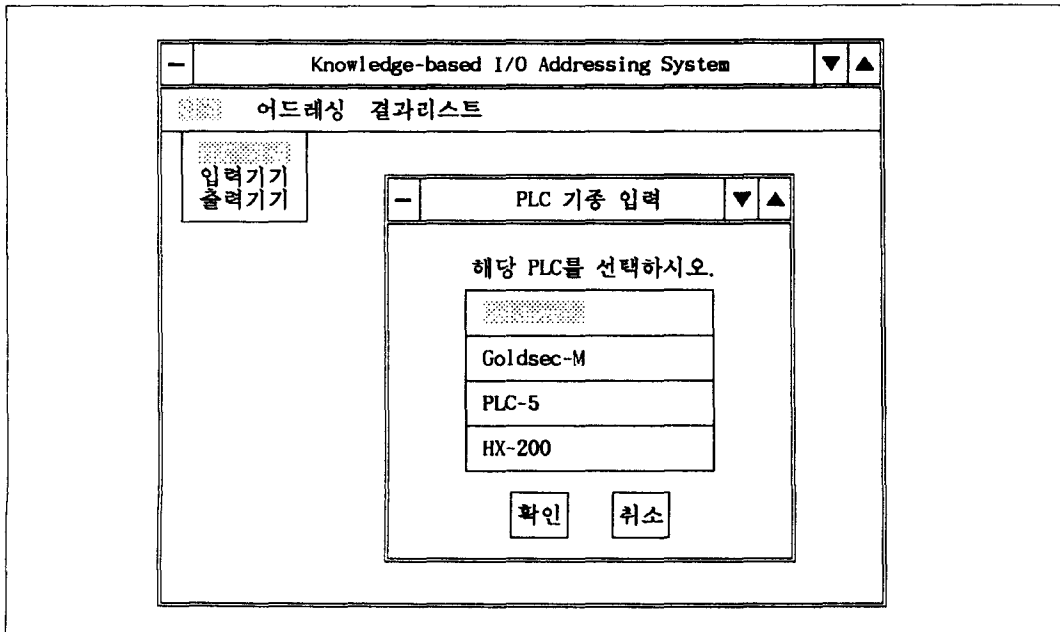 Knowledge-based I/O Addressing System
어드레싱 결과리스트
입력기기
출력기기
PLC 기종 입력
해당 PLC를 선택하시오.
Goldsec-M
PLC-5
HX-200
확인 취소